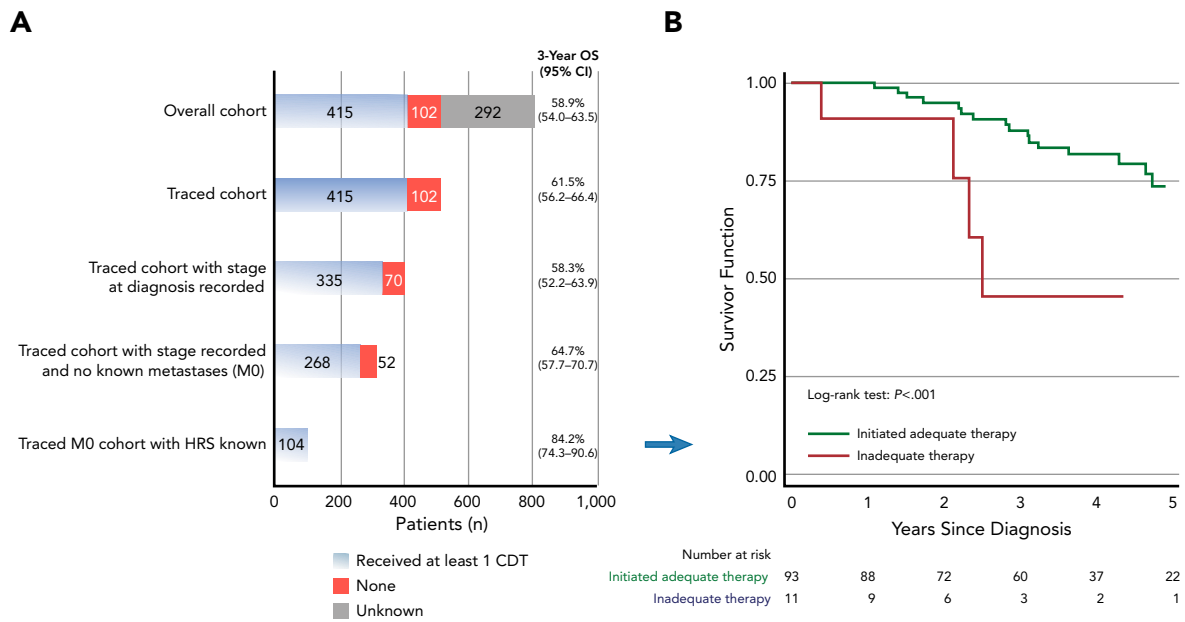 A
3-Year OS
(95% CI)
Overall cohort
415
102
292
58.9%
(54.0–63.5)
Traced cohort
415
102
61.5%
(56.2–66.4)
Traced cohort with stage
at diagnosis recorded
335
70
58.3%
(52.2–63.9)
Traced cohort with stage recorded
and no known metastases (M0)
268
52
64.7%
(57.7–70.7)
Traced M0 cohort with HRS known
104
84.2%
(74.3–90.6)
0 200 400 600 800 1,000
Patients (n)
Received at least 1 CDT
None
Unknown
B
1.00
0.75
0.50
0.25
0.00
Survivor Function
Log-rank test: P<.001
Initiated adequate therapy
Inadequate therapy
0 1 2 3 4 5
Years Since Diagnosis
Number at risk
Initiated adequate therapy 93 88 72 60 37 22
Inadequate therapy 11 9 6 3 2 1